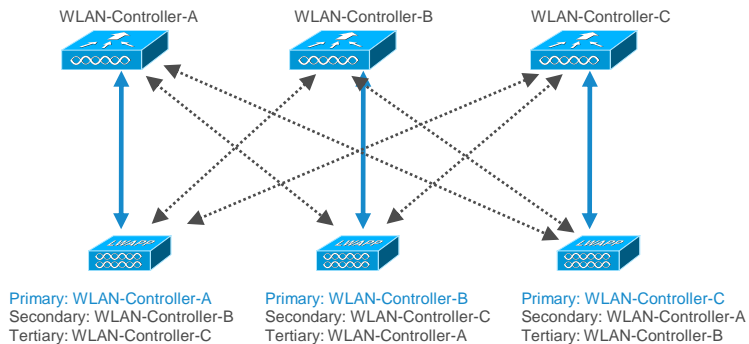 WLAN-Controller-A
WLAN-Controller-B
WLAN-Controller-C
LWAPP
LWAPP
LWAPP
Primary: WLAN-Controller-A
Secondary: WLAN-Controller-B
Tertiary: WLAN-Controller-C
Primary: WLAN-Controller-B
Secondary: WLAN-Controller-C
Tertiary: WLAN-Controller-A
Primary: WLAN-Controller-C
Secondary: WLAN-Controller-A
Tertiary: WLAN-Controller-B